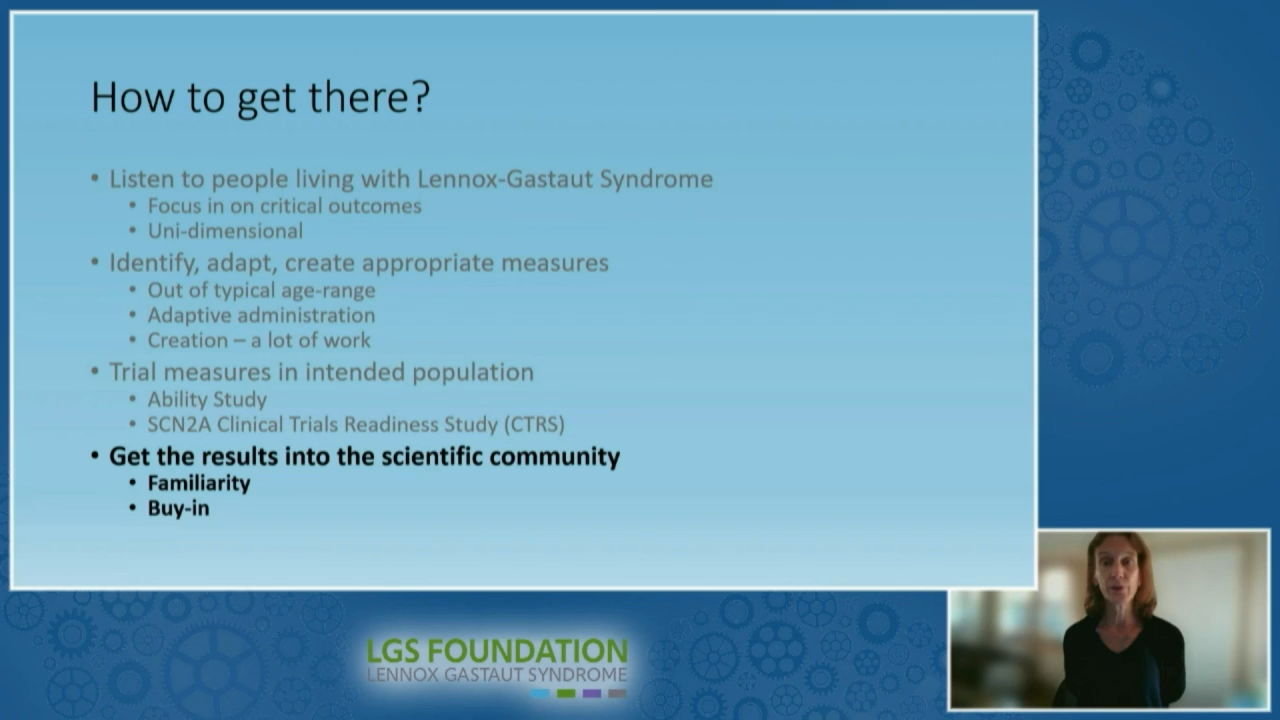 How to get there?
• Listen to people living with Lennox-Gastaut Syndrome
• Focus in on critical outcomes
• Uni-dimensional
• Identify, adapt, create appropriate measures
• Out of typical age-range
• Adaptive administration
• Creation – a lot of work
• Trial measures in intended population
• Ability Study
• SCN2A Clinical Trials Readiness Study (CTRS)
• Get the results into the scientific community
• Familiarity
• Buy-in
LGS FOUNDATION
LENNOX GASTAUT SYNDROME